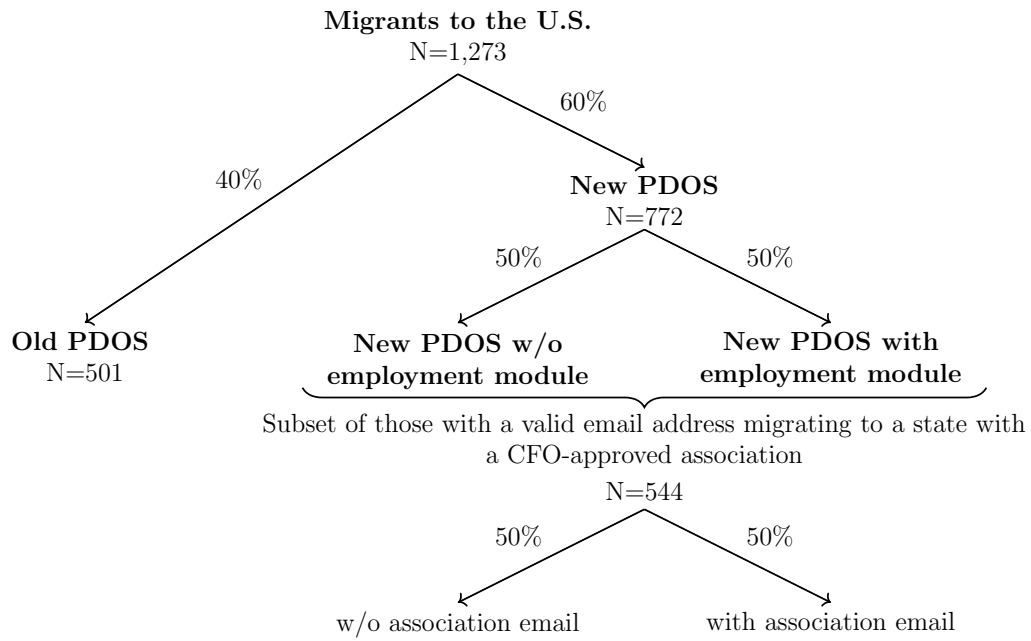 Migrants to the U.S.
N=1,273
60%
40%
New PDOS
N=772
50%
50%
Old PDOS
N=501
New PDOS w/o
employment module
New PDOS with
employment module
Subset of those with a valid email address migrating to a state with
a CFO-approved association
N=544
50%
50%
w/o association email
with association email